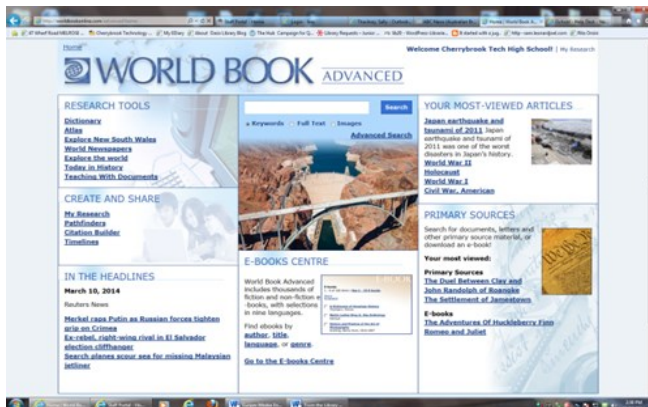 Home
Welcome Cherrybrook Tech High School! | My Research
WORLD BOOK ADVANCED
RESEARCH TOOLS
Dictionary
Atlas
Explore New South Wales
World Newspapers
Explore the world
Today in History
Teaching With Documents
CREATE AND SHARE
My Research
Pathfinders
Citation Builder
Timelines
IN THE HEADLINES
March 10, 2014
Reuters News
Merkel raps Putin as Russian forces tighten
grip on Crimea
Ex-rebel, right-wing rival in El Salvador
election cliffhanger
Search planes scour sea for missing Malaysian
jetliner
Search
Keywords Full Text Images
Advanced Search
E-BOOKS CENTRE
World Book Advanced
includes thousands of
fiction and non-fiction e
-books, with selections
in nine languages.
Find ebooks by
author, title,
language, or genre.
Go to the E-books Centre
YOUR MOST-VIEWED ARTICLES
Japan earthquake and
tsunami of 2011 Japan
earthquake and tsunami of
2011 was one of the worst
disasters in Japan's history.
World War II
Holocaust
World War I
Civil War, American
PRIMARY SOURCES
Search for documents, letters and
other primary source material, or
download an e-book!
Your most viewed:
Primary Sources
The Duel Between Clay and
John Randolph of Roanoke
The Settlement of Jamestown
E-books
The Adventures Of Huckleberry Finn
Romeo and Juliet